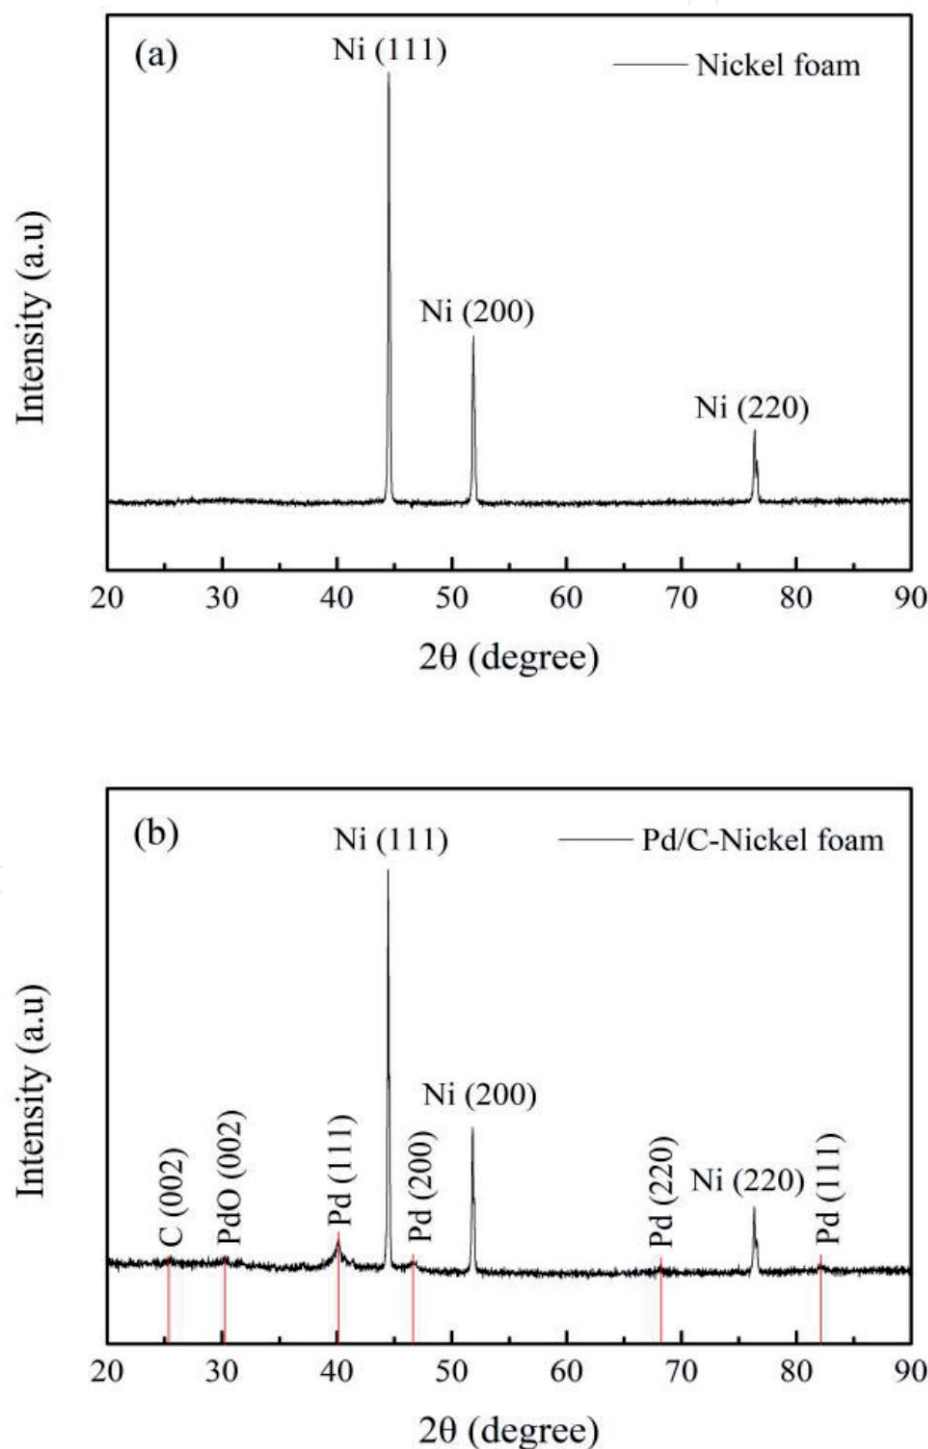 (a)
Ni (111)
Nickel foam
Ni (200)
Ni (220)
Intensity (a.u)
20 30 40 50 60 70 80 90
2θ (degree)
(b)
Ni (111)
Pd/C-Nickel foam
Ni (200)
Ni (220)
C (002)
PdO (002)
Pd (111)
Pd (200)
Pd (220)
Pd (111)
Intensity (a.u)
20 30 40 50 60 70 80 90
2θ (degree)